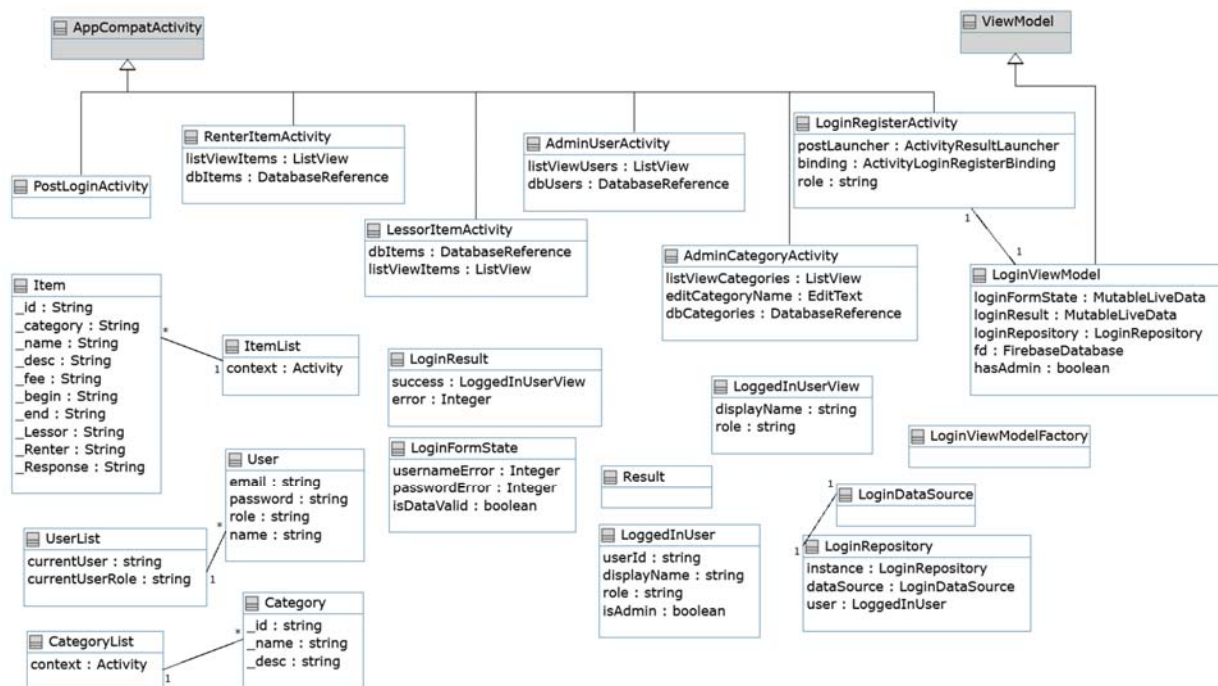 AppCompatActivity
ViewModel
RenterItemActivity
listViewItems : ListView
dbItems : DatabaseReference
AdminUserActivity
listViewUsers : ListView
dbUsers : DatabaseReference
LoginRegisterActivity
postLauncher : ActivityResultLauncher
binding : ActivityLoginRegisterBinding
role : string
PostLoginActivity
LessorItemActivity
dbItems : DatabaseReference
listViewItems : ListView
1
1
AdminCategoryActivity
listViewCategories : ListView
editCategoryName : EditText
dbCategories : DatabaseReference
LoginViewModel
loginFormState : MutableLiveData
loginResult : MutableLiveData
loginRepository : LoginRepository
fd : FirebaseDatabase
hasAdmin : boolean
Item
_id : String
_category : String
_name : String
_desc : String
_fee : String
_begin : String
_end : String
_Lessor : String
_Renter : String
_Response : String
*
1
ItemList
context : Activity
LoginResult
success : LoggedInUserView
error : Integer
LoggedInUserView
displayName : string
role : string
LoginViewModelFactory
LoginFormState
usernameError : Integer
passwordError : Integer
isDataValid : boolean
User
email : string
password : string
role : string
name : string
Result
1
LoginDataSource
*
1
UserList
currentUser : string
currentUserRole : string
LoggedInUser
userId : string
displayName : string
role : string
isAdmin : boolean
1
LoginRepository
instance : LoginRepository
dataSource : LoginDataSource
user : LoggedInUser
Category
_id : string
_name : string
_desc : string
*
1
CategoryList
context : Activity